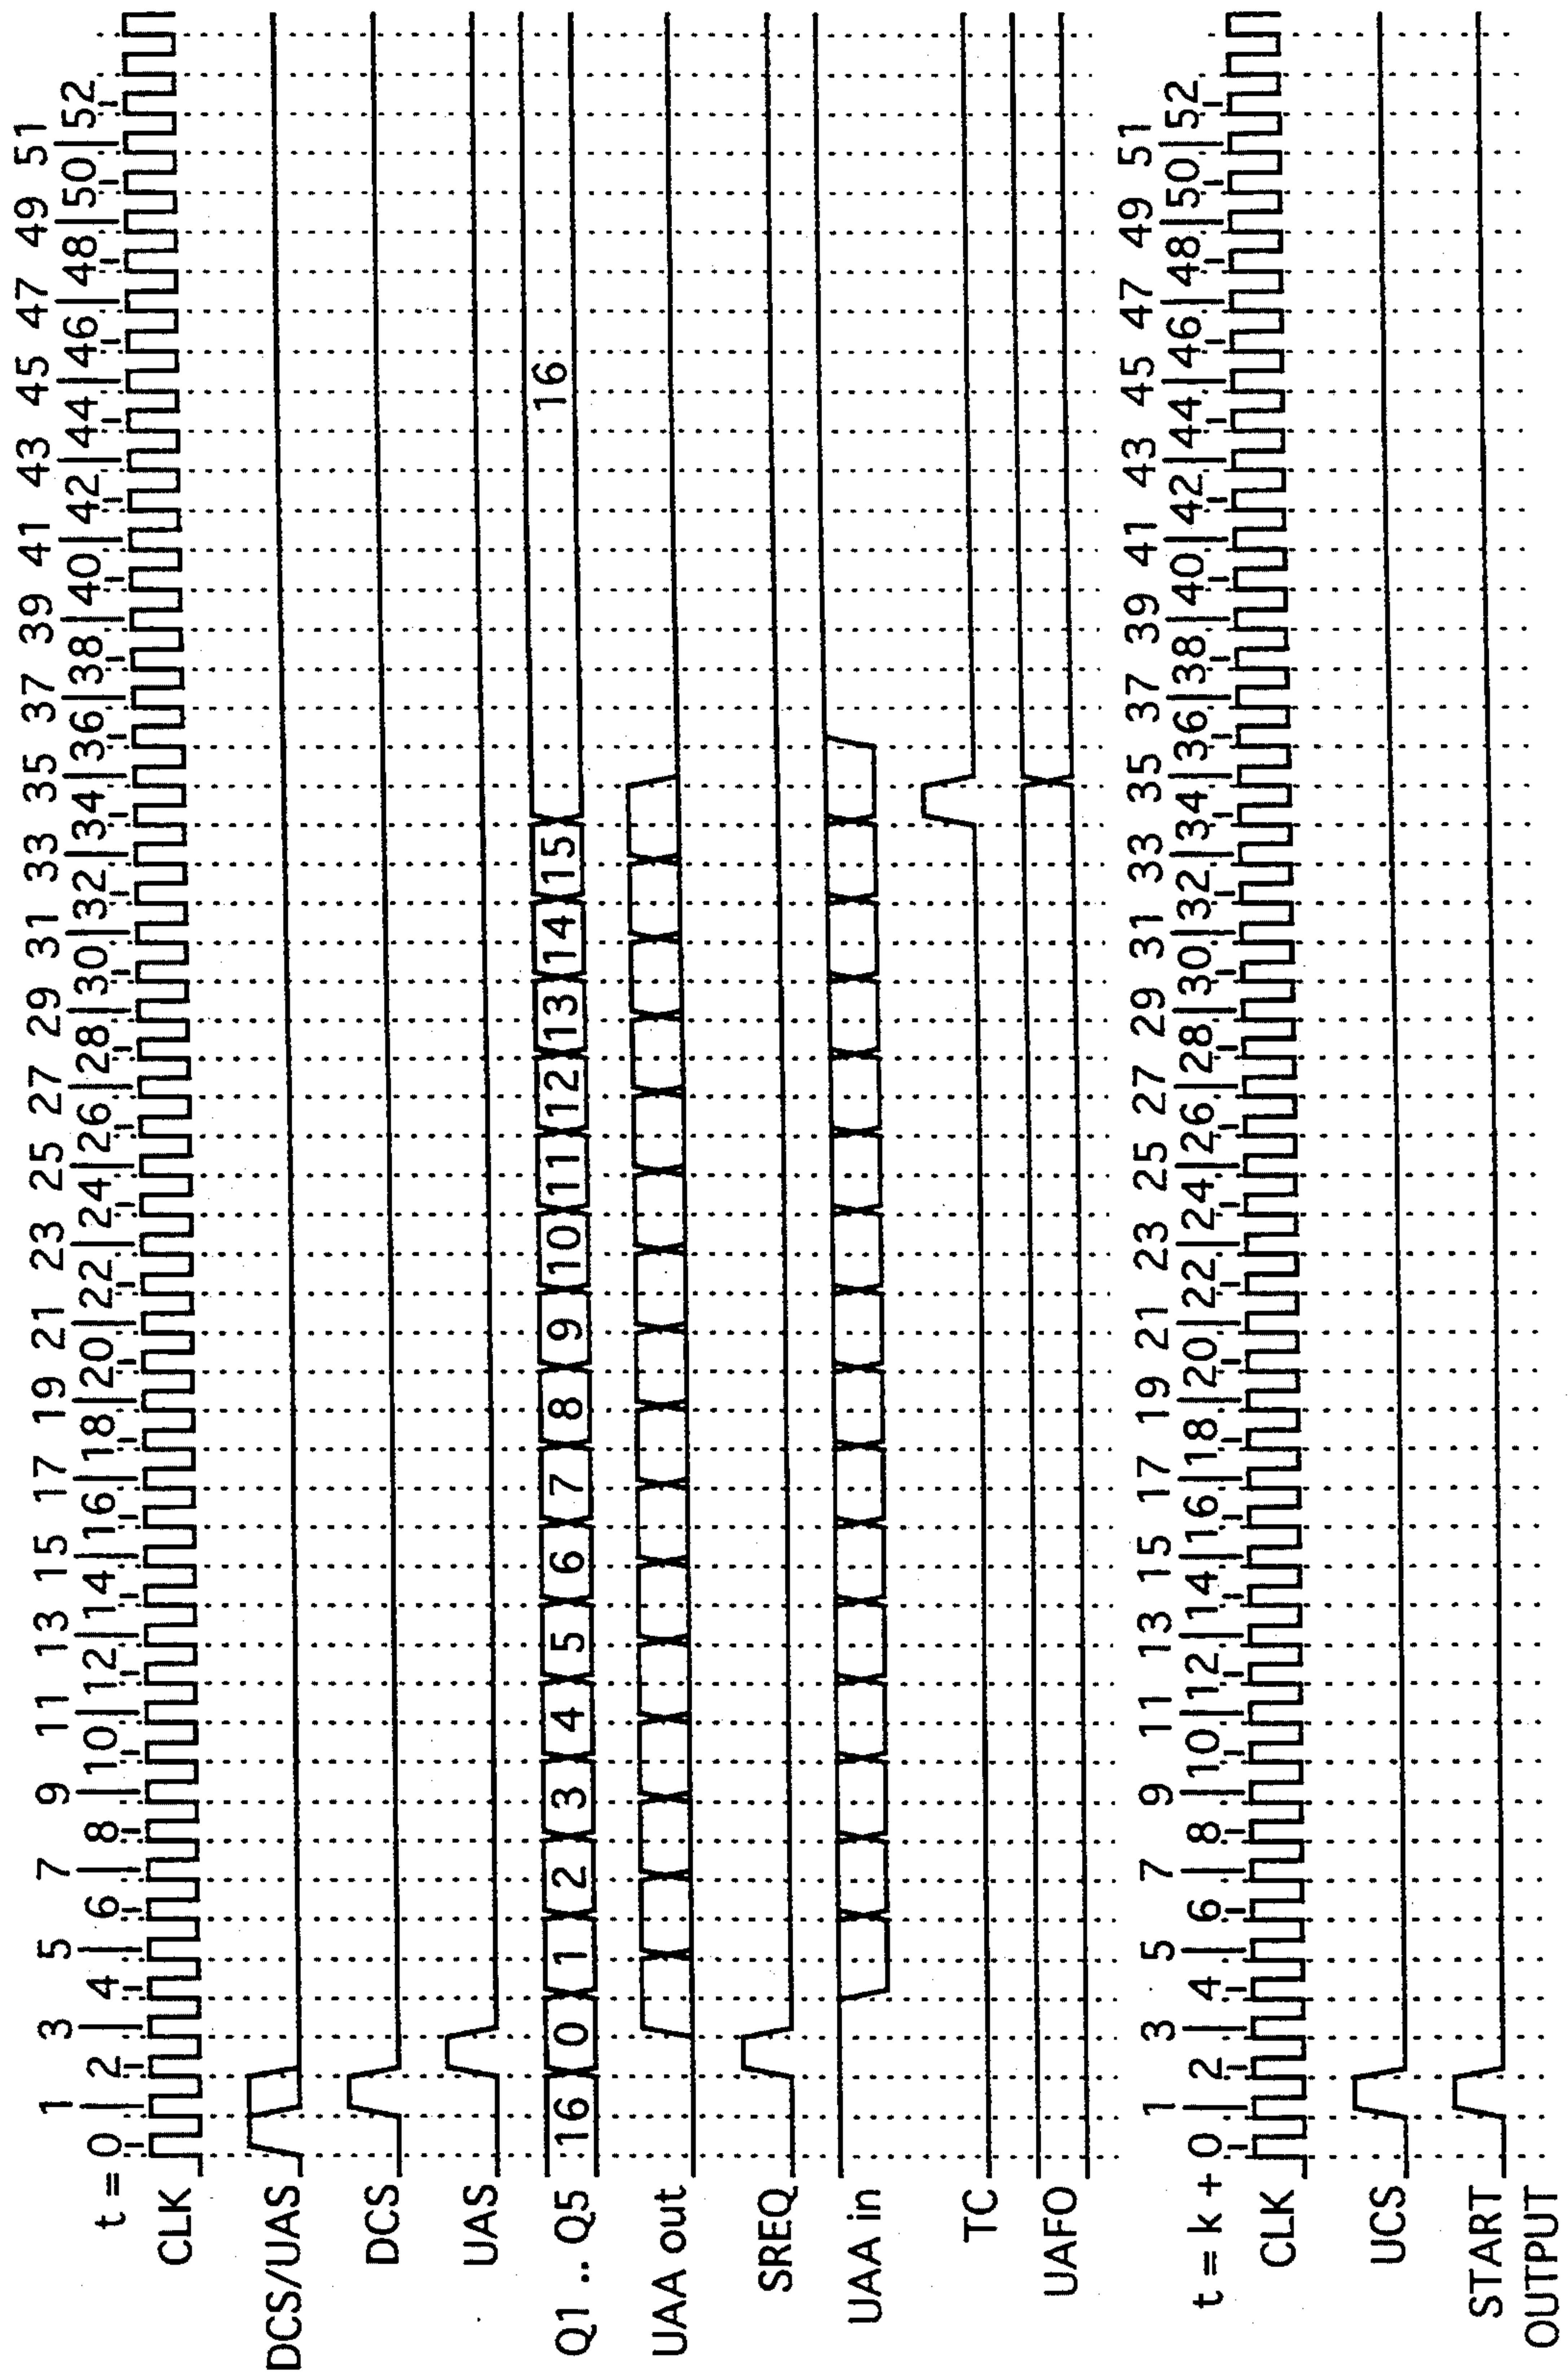 1 3 5 7 9 11 13 15 17 19 21 23 25 27 29 31 33 35 37 39 41 43 45 47 49 51
t = 0 | 2 | 4 | 6 | 8 |10|12|14|16|18|20|22|24|26|28|30|32|34|36|38|40|42|44|46|48|50|52
CLK
DCS/UAS
DCS
UAS
Q1 .. Q5 16 0 1 2 3 4 5 6 7 8 9 10 11 12 13 14 15 16
UAA out
SREQ
UAA in
TC
UAFO
1 3 5 7 9 11 13 15 17 19 21 23 25 27 29 31 33 35 37 39 41 43 45 47 49 51
t = k + 0 | 2 | 4 | 6 | 8 |10|12|14|16|18|20|22|24|26|28|30|32|34|36|38|40|42|44|46|48|50|52
CLK
UCS
START
OUTPUT